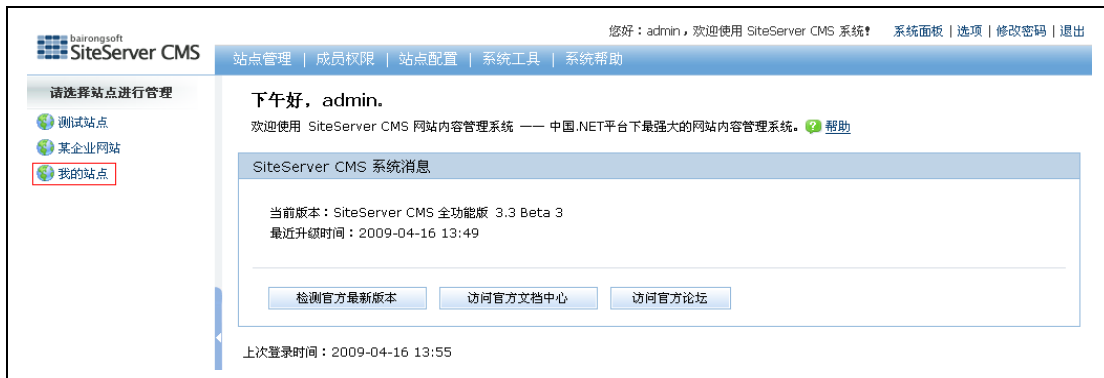 bairongsoft
SiteServer CMS
您好：admin，欢迎使用 SiteServer CMS 系统！ 系统面板 | 选项 | 修改密码 | 退出
站点管理 | 成员权限 | 站点配置 | 系统工具 | 系统帮助
请选择站点进行管理
测试站点
某企业网站
我的站点
下午好，admin。
欢迎使用 SiteServer CMS 网站内容管理系统 —— 中国.NET平台下最强大的网站内容管理系统。 帮助
SiteServer CMS 系统消息
当前版本：SiteServer CMS 全功能版 3.3 Beta 3
最近升级时间：2009-04-16 13:49
检测官方最新版本 访问官方文档中心 访问官方论坛
上次登录时间：2009-04-16 13:55